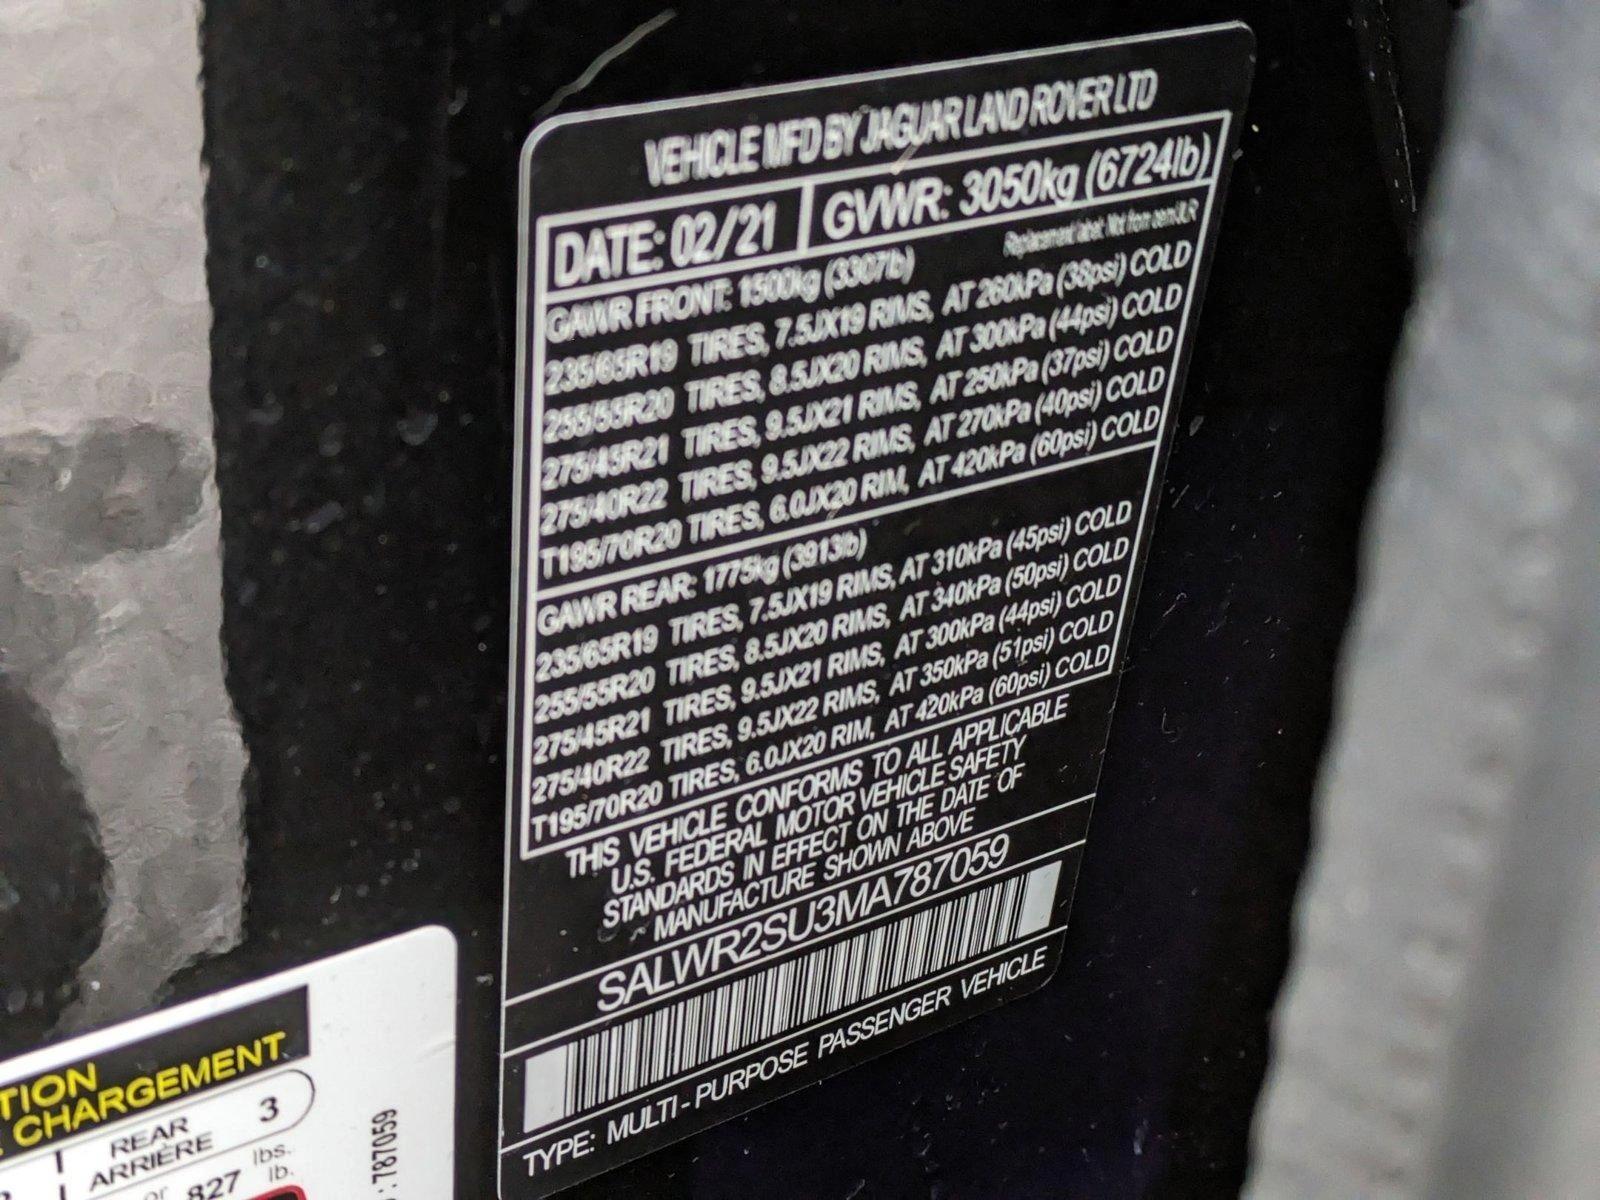 VEHICLE MFD BY JAGUAR LAND ROVER LTD
DATE: 02/21 GVWR: 3050kg (6724lb)
Replacement label: Not from oem JLR
GAWR FRONT: 1500kg (3307lb)
235/65R19 TIRES, 7.5JX19 RIMS, AT 260kPa (38psi) COLD
255/55R20 TIRES, 8.5JX20 RIMS, AT 300kPa (44psi) COLD
275/45R21 TIRES, 9.5JX21 RIMS, AT 250kPa (37psi) COLD
275/40R22 TIRES, 9.5JX22 RIMS, AT 270kPa (40psi) COLD
T195/70R20 TIRES, 6.0JX20 RIM, AT 420kPa (60psi) COLD
GAWR REAR: 1775kg (3913lb)
235/65R19 TIRES, 7.5JX19 RIMS, AT 310kPa (45psi) COLD
255/55R20 TIRES, 8.5JX20 RIMS, AT 340kPa (50psi) COLD
275/45R21 TIRES, 9.5JX21 RIMS, AT 300kPa (44psi) COLD
275/40R22 TIRES, 9.5JX22 RIMS, AT 350kPa (51psi) COLD
T195/70R20 TIRES, 6.0JX20 RIM, AT 420kPa (60psi) COLD
THIS VEHICLE CONFORMS TO ALL APPLICABLE
U.S. FEDERAL MOTOR VEHICLE SAFETY
STANDARDS IN EFFECT ON THE DATE OF
MANUFACTURE SHOWN ABOVE
SALWR2SU3MA787059
TYPE: MULTI-PURPOSE PASSENGER VEHICLE
TION
CHARGEMENT
REAR 3
ARRIÈRE
or 827 lbs.
lb.
:787059